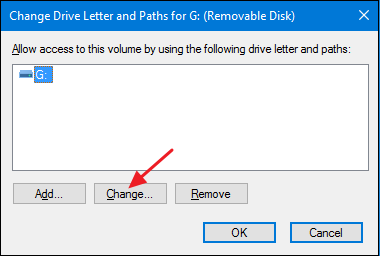 Change Drive Letter and Paths for G: (Removable Disk)
Allow access to this volume by using the following drive letter and paths:
G:
Add... Change... Remove
OK Cancel